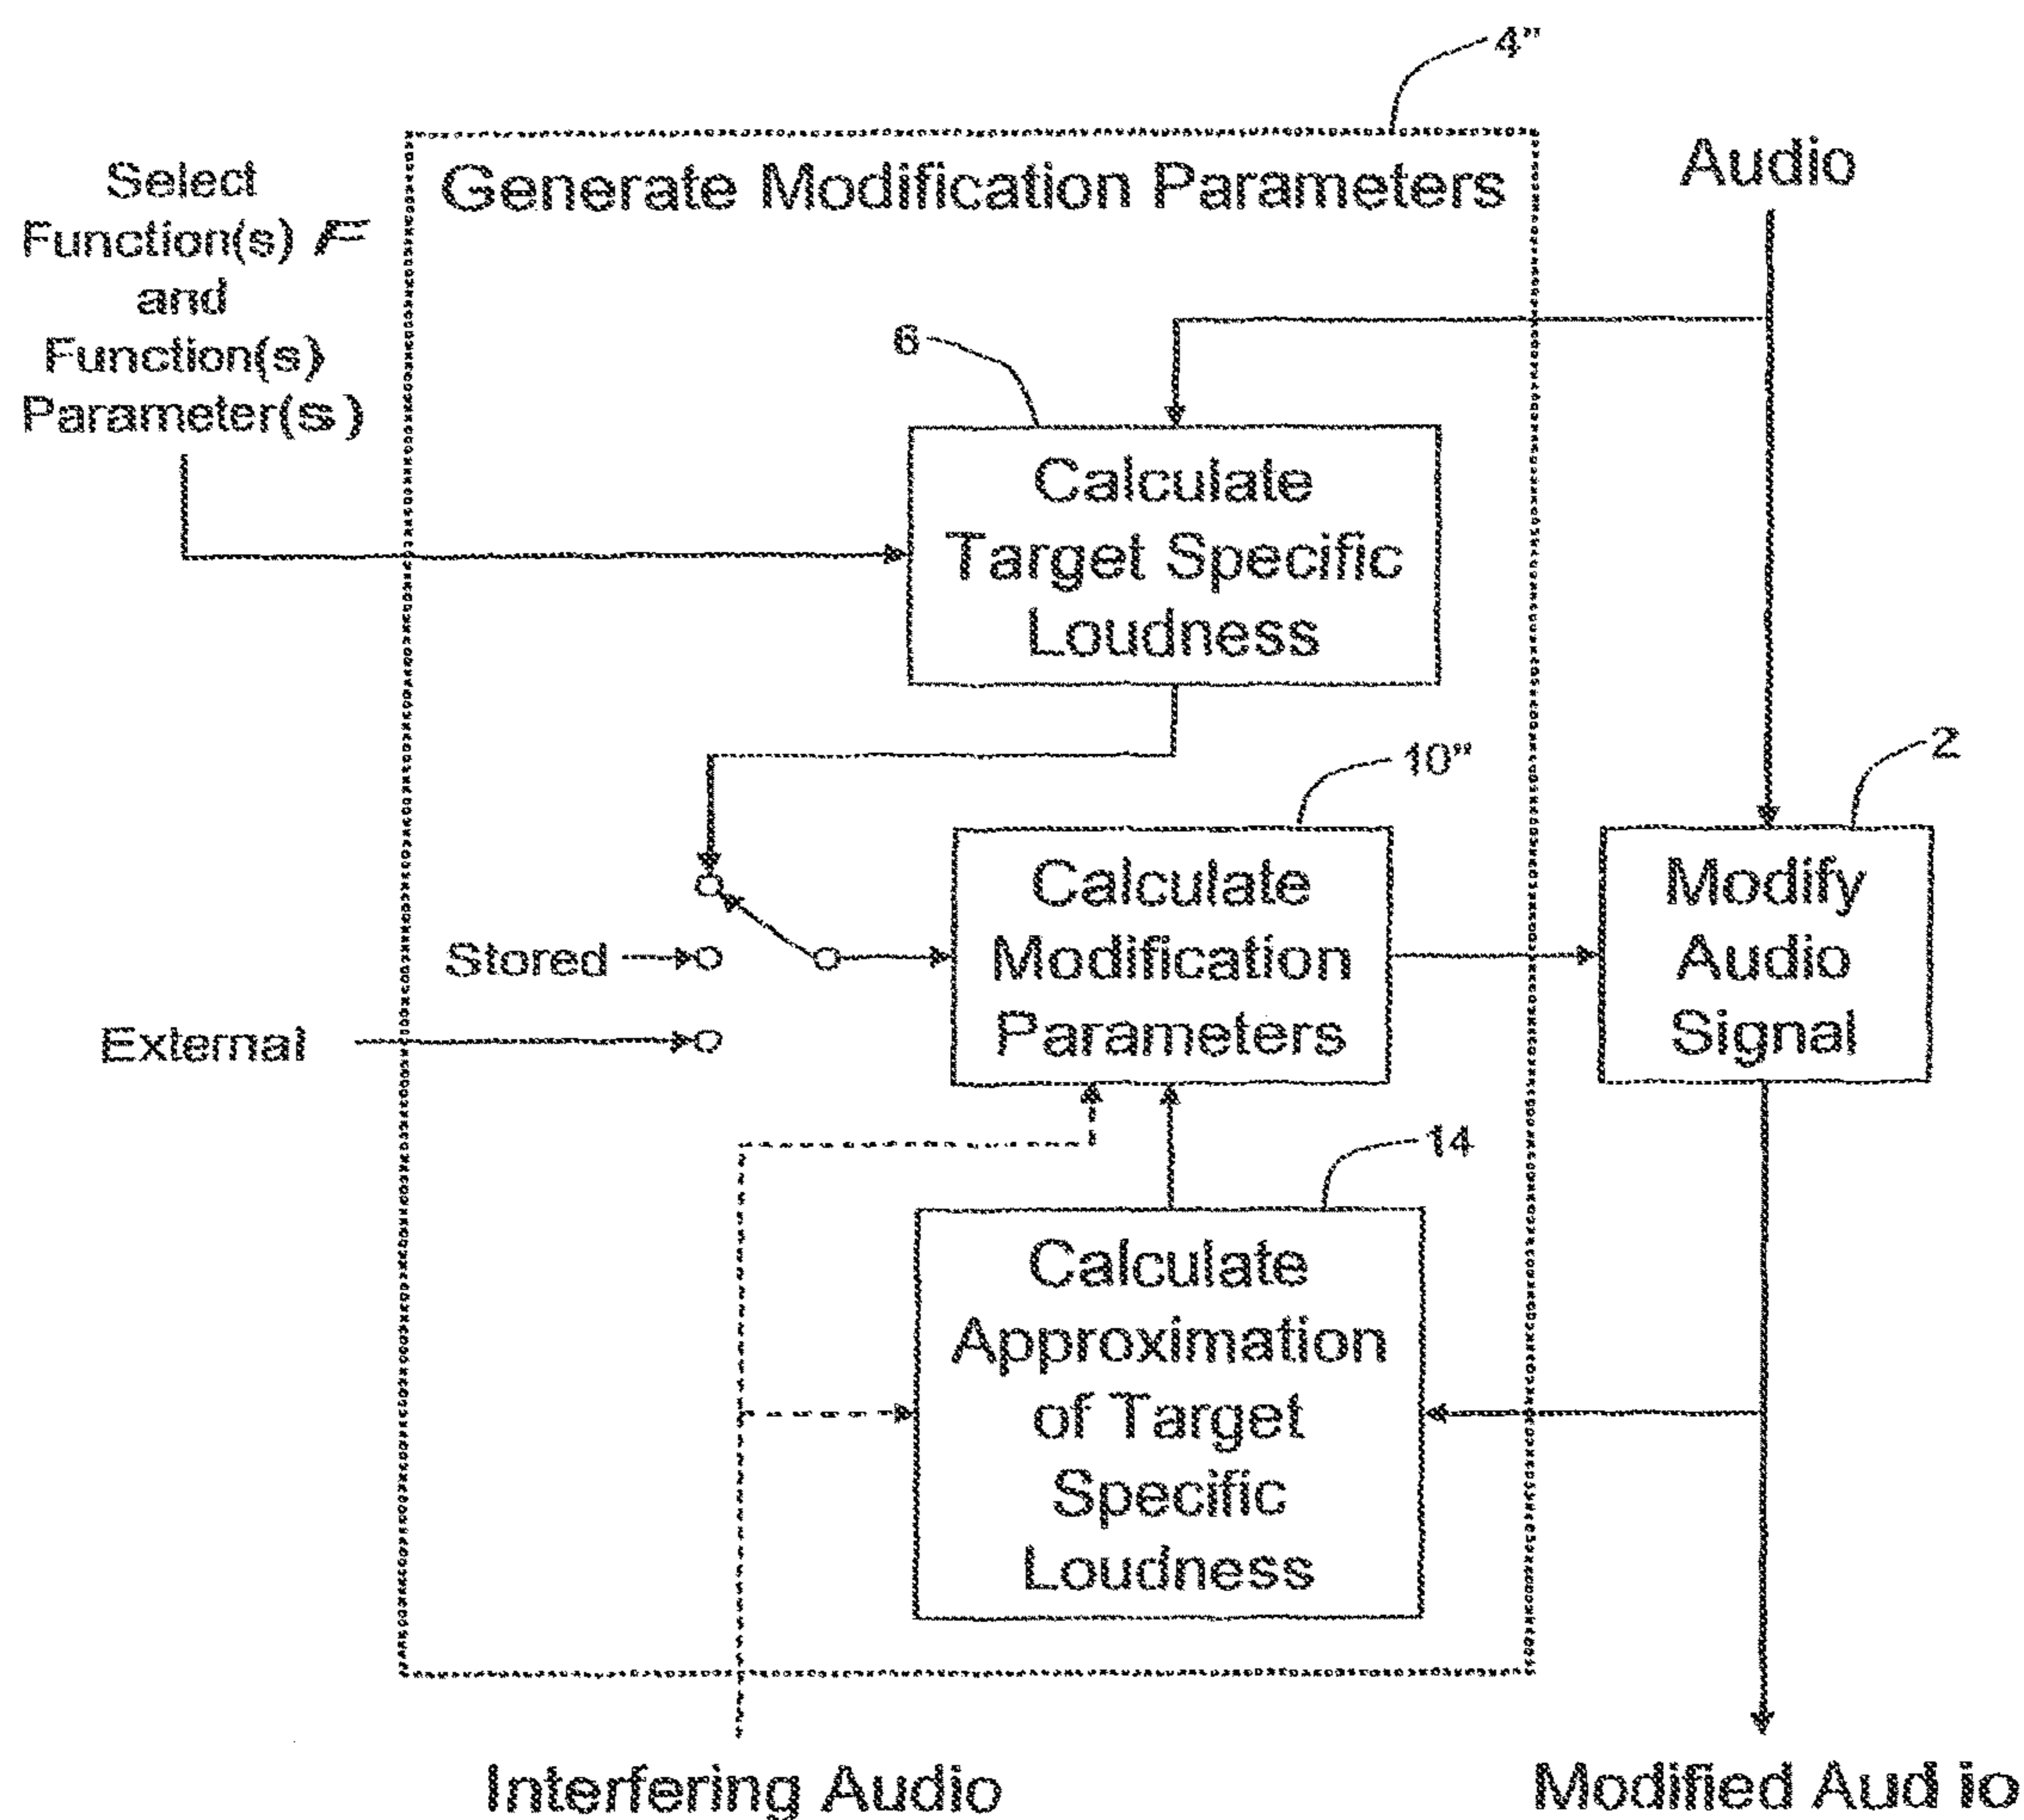 4"
Select
Function(s) F
and
Function(s)
Parameter(s)
Generate Modification Parameters
Audio
6
Calculate
Target Specific
Loudness
10"
2
Stored
External
Calculate
Modification
Parameters
Modify
Audio
Signal
14
Calculate
Approximation
of Target
Specific
Loudness
Interfering Audio
Modified Aud io